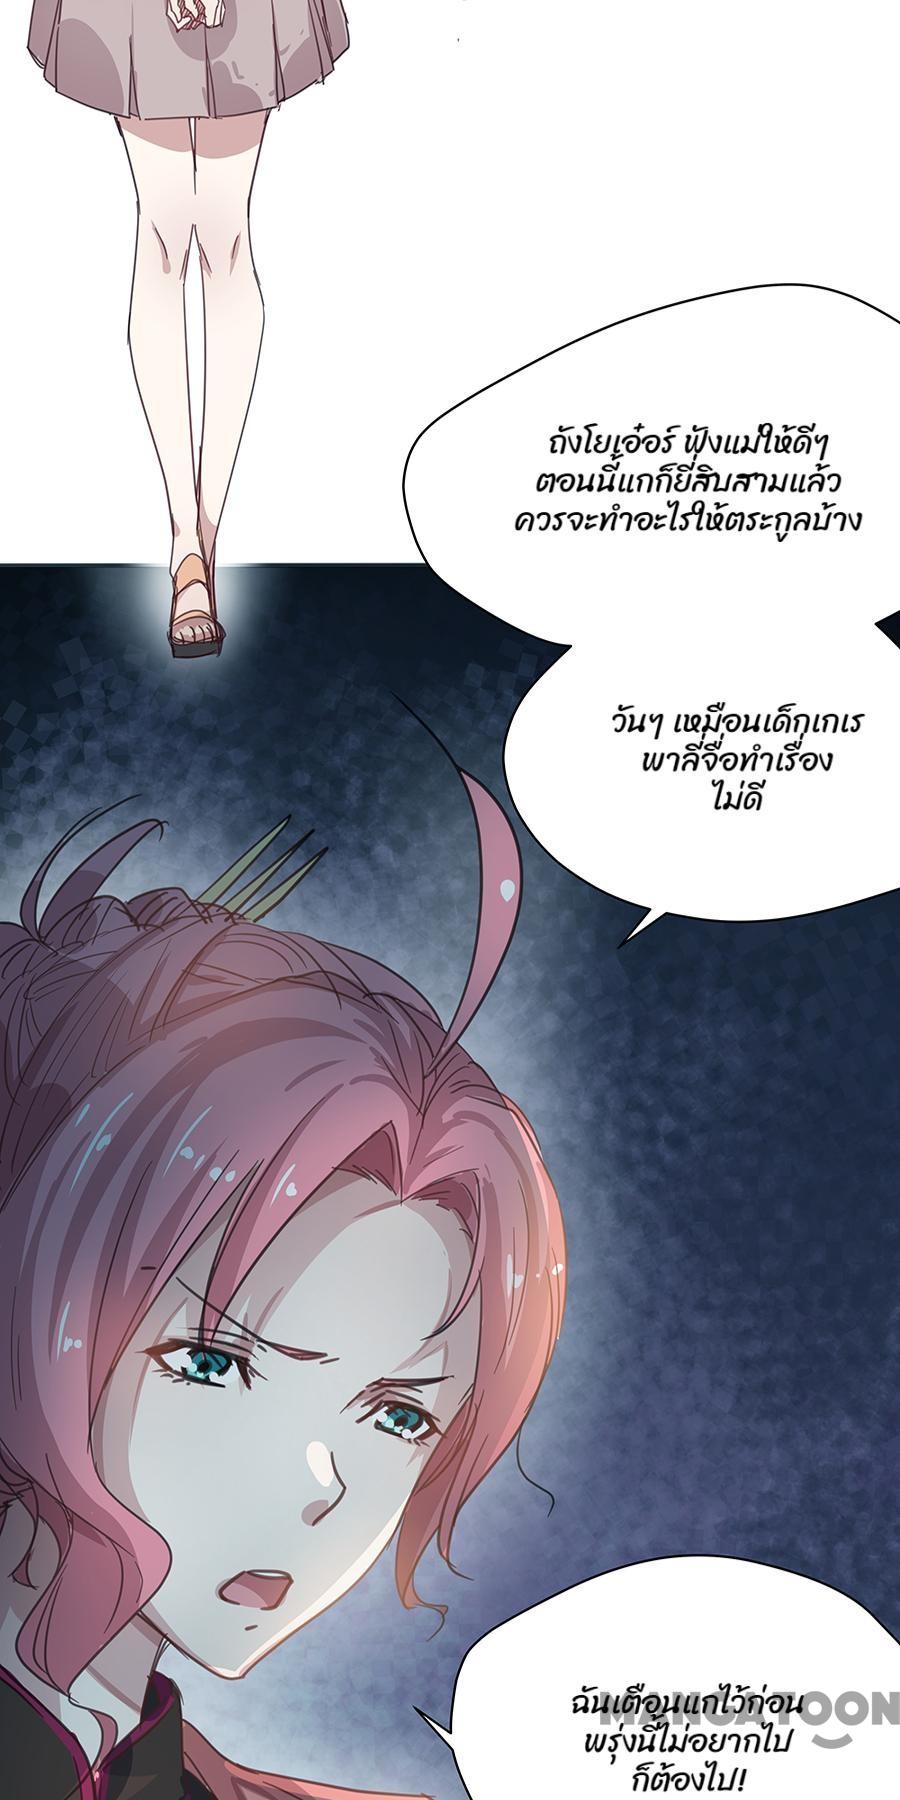 ถังโยเอ๋อร์ ฟังแม่ให้ดีๆ
ตอนนี้แกก็ยี่สิบสามแล้ว
ควรจะทำอะไรให้ตระกูลบ้าง
วันๆ เหมือนเด็กเกเร
พาลี่จื่อทำเรื่อง
ไม่ดี
ฉันเตือนแกไว้ก่อน
MANGATOON
พรุ่งนี้ไม่อยากไป
ก็ต้องไป!